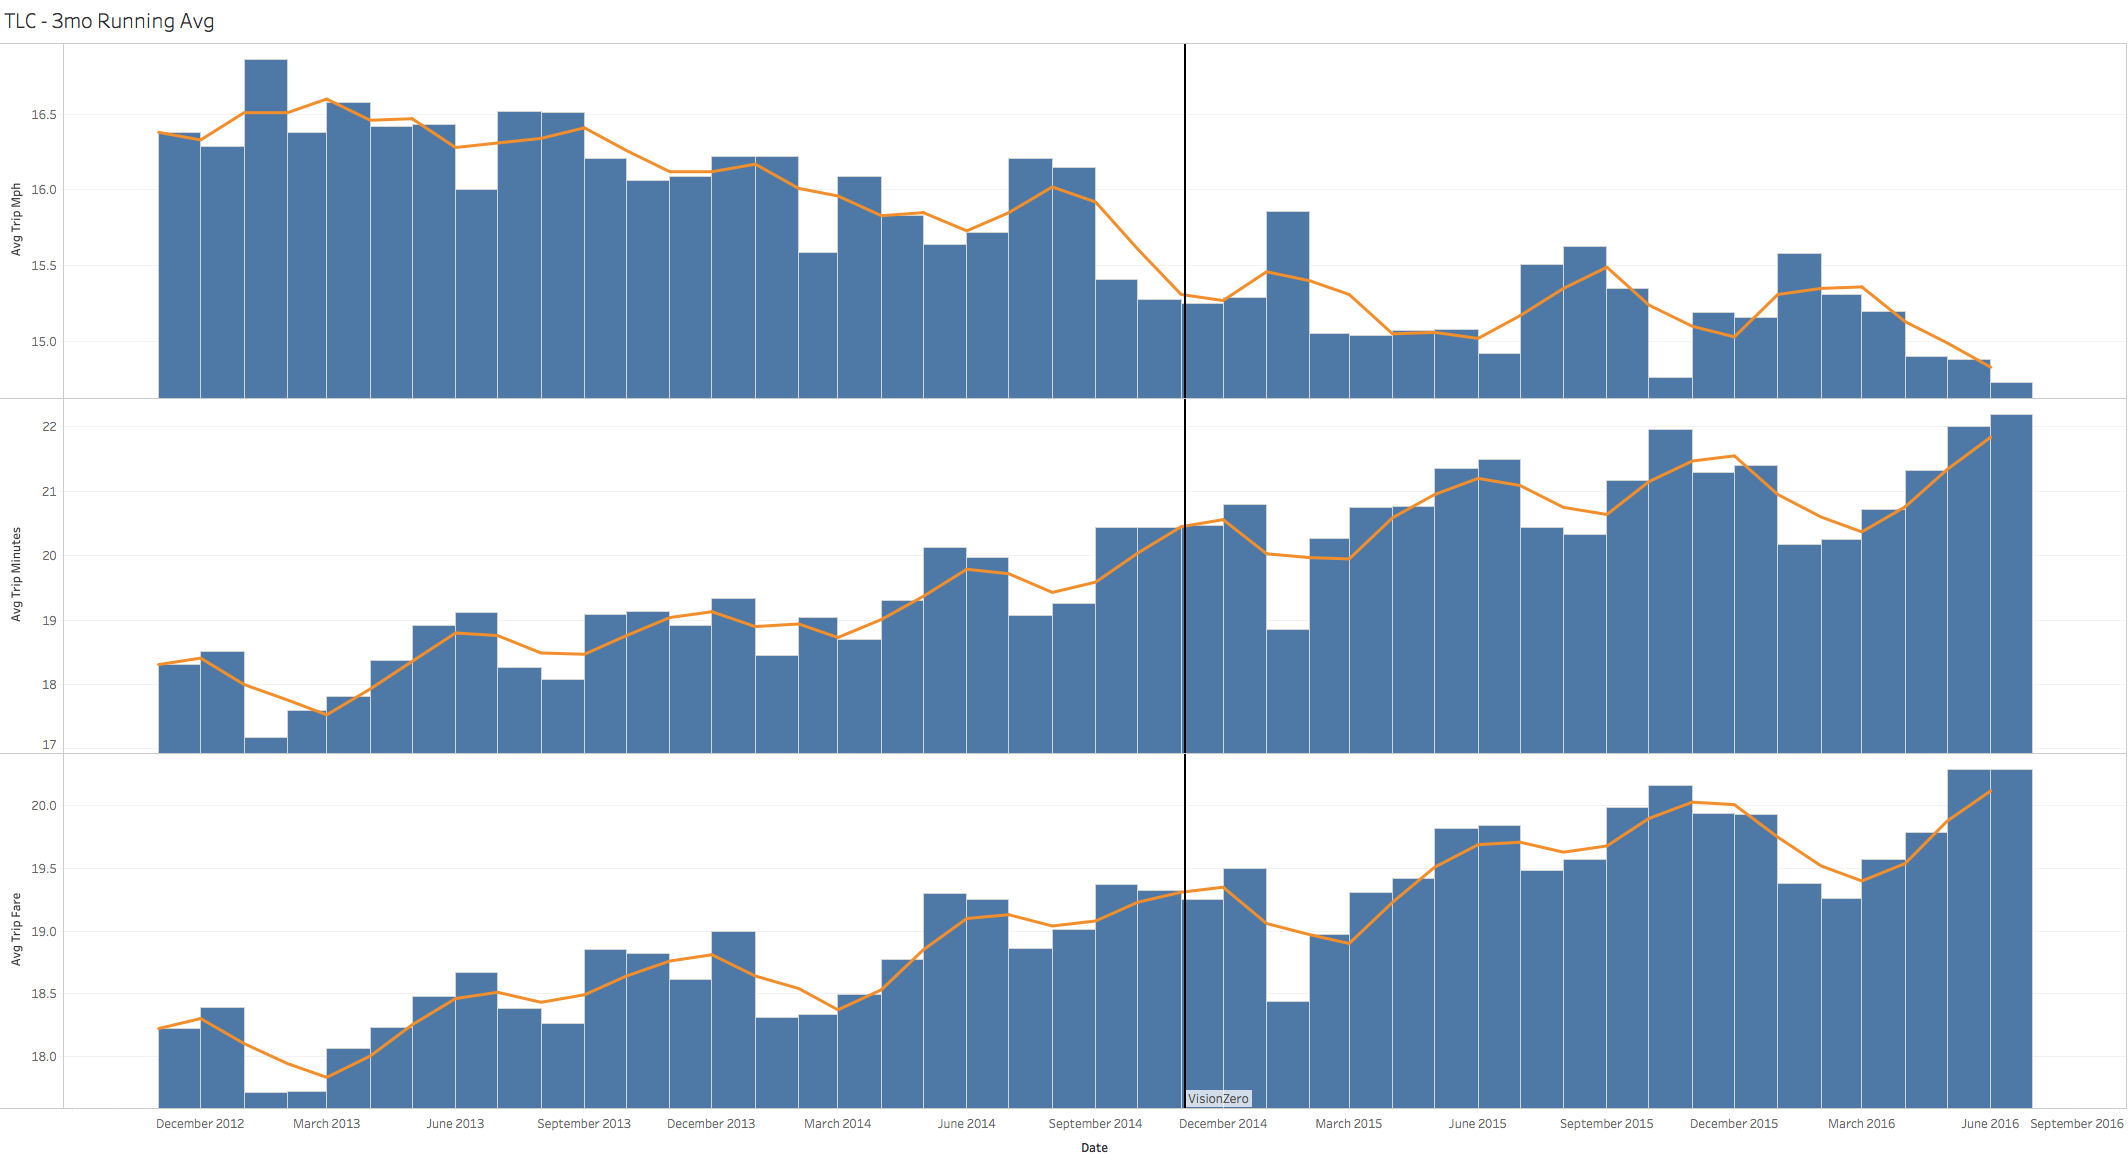 TLC - 3mo Running Avg
16.5
16.0
15.5
15.0
Avg Trip Mph
22
21
20
19
18
17
Avg Trip Minutes
20.0
19.5
19.0
18.5
18.0
Avg Trip Fare
VisionZero
December 2012 March 2013 June 2013 September 2013 December 2013 March 2014 June 2014 September 2014 December 2014 March 2015 June 2015 September 2015 December 2015 March 2016 June 2016 September 2016
Date